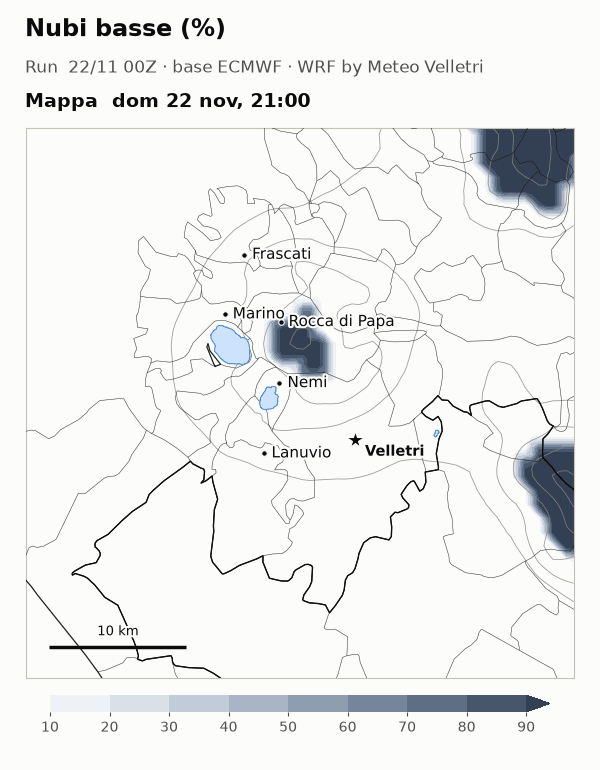 Nubi basse (%)
Run  22/11 00Z · base ECMWF · WRF by Meteo Velletri
Mappa  dom 22 nov, 21:00
Frascati
Marino
Rocca di Papa
Nemi
Velletri
Lanuvio
10 km
10 20 30 40 50 60 70 80 90